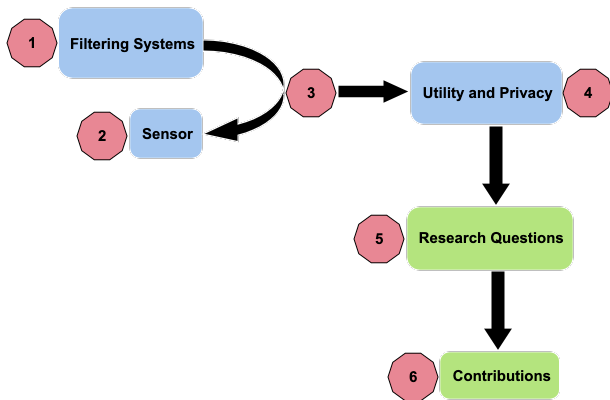 1
Filtering Systems
2
Sensor
3
Utility and Privacy
4
5
Research Questions
6
Contributions